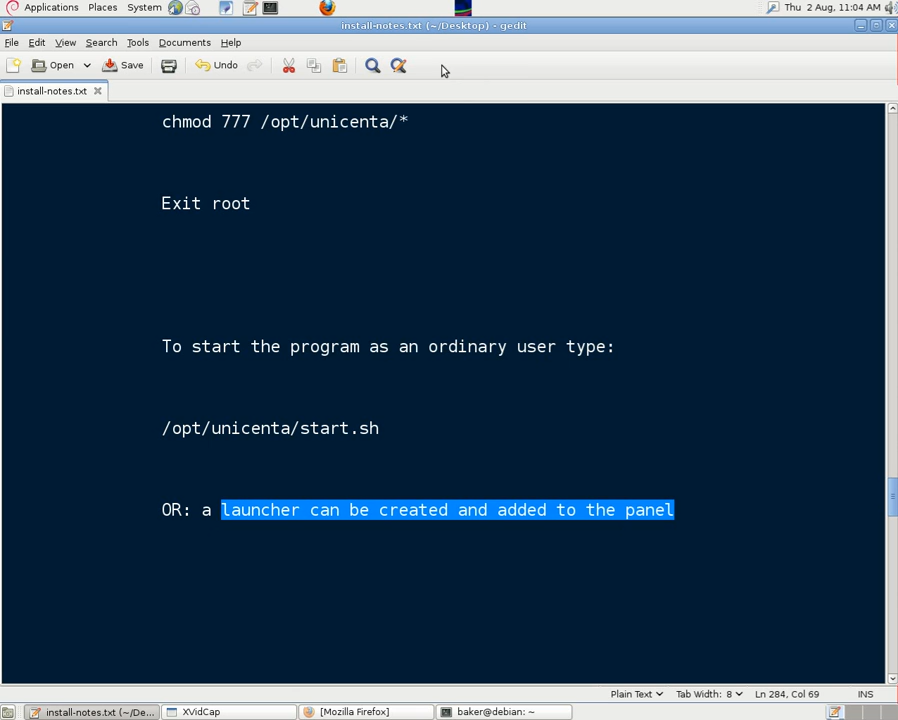 Applications Places System Thu 2 Aug, 11:04 AM
install-notes.txt (~/Desktop) - gedit
File Edit View Search Tools Documents Help
Open Save Undo
install-notes.txt
chmod 777 /opt/unicenta/*
Exit root
To start the program as an ordinary user type:
/opt/unicenta/start.sh
OR: a launcher can be created and added to the panel
Plain Text Tab Width: 8 Ln 284, Col 69 INS
install-notes.txt (~/De... XVidCap [Mozilla Firefox] baker@debian: ~